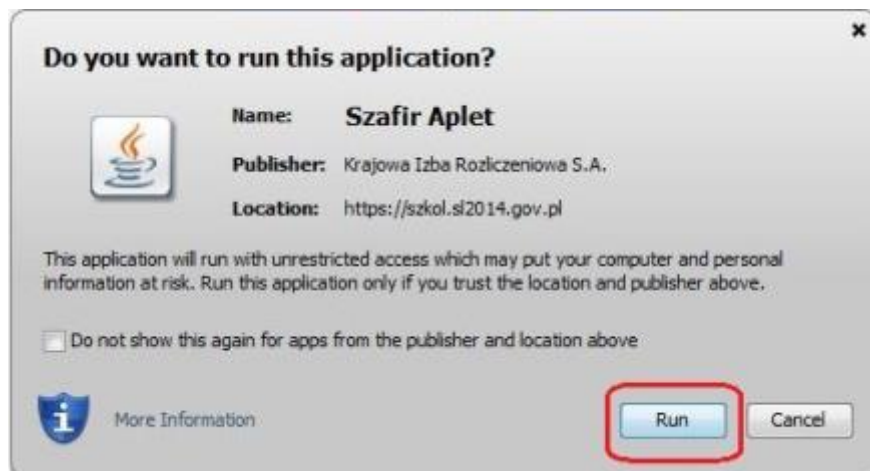 Do you want to run this application?
Name: Szafir Aplet
Publisher: Krajowa Izba Rozliczeniowa S.A.
Location: https://szkol.sl2014.gov.pl
This application will run with unrestricted access which may put your computer and personal
information at risk. Run this application only if you trust the location and publisher above.
Do not show this again for apps from the publisher and location above
More Information
Run Cancel